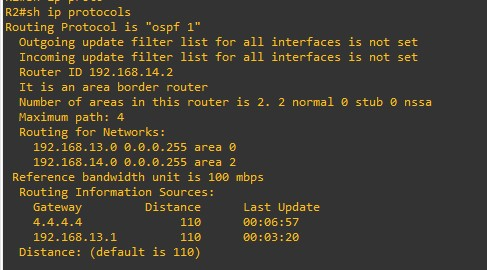 R2#sh ip protocols
Routing Protocol is "ospf 1"
Outgoing update filter list for all interfaces is not set
Incoming update filter list for all interfaces is not set
Router ID 192.168.14.2
It is an area border router
Number of areas in this router is 2. 2 normal 0 stub 0 nssa
Maximum path: 4
Routing for Networks:
192.168.13.0 0.0.0.255 area 0
192.168.14.0 0.0.0.255 area 2
Reference bandwidth unit is 100 mbps
Routing Information Sources:
Gateway Distance Last Update
4.4.4.4 110 00:06:57
192.168.13.1 110 00:03:20
Distance: (default is 110)